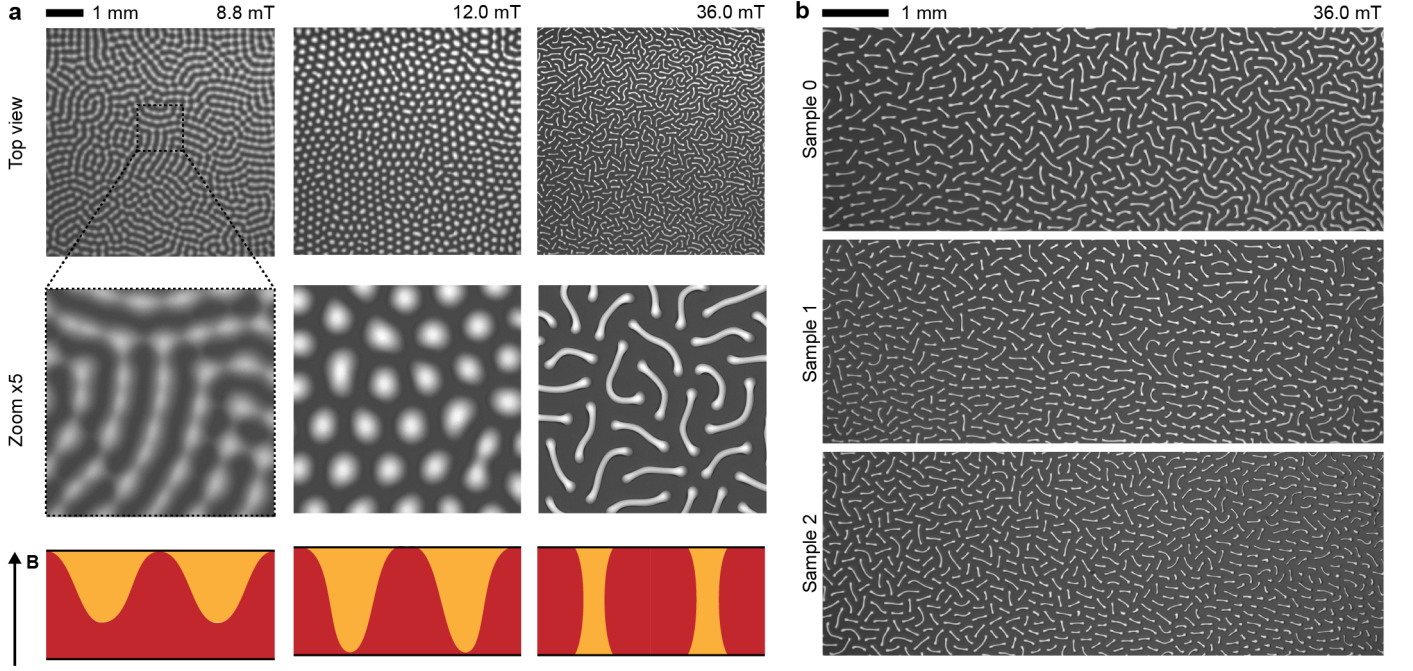 a
1 mm
8.8 mT
12.0 mT
36.0 mT
Top view
Zoom x5
B
b
1 mm
36.0 mT
Sample 0
Sample 1
Sample 2